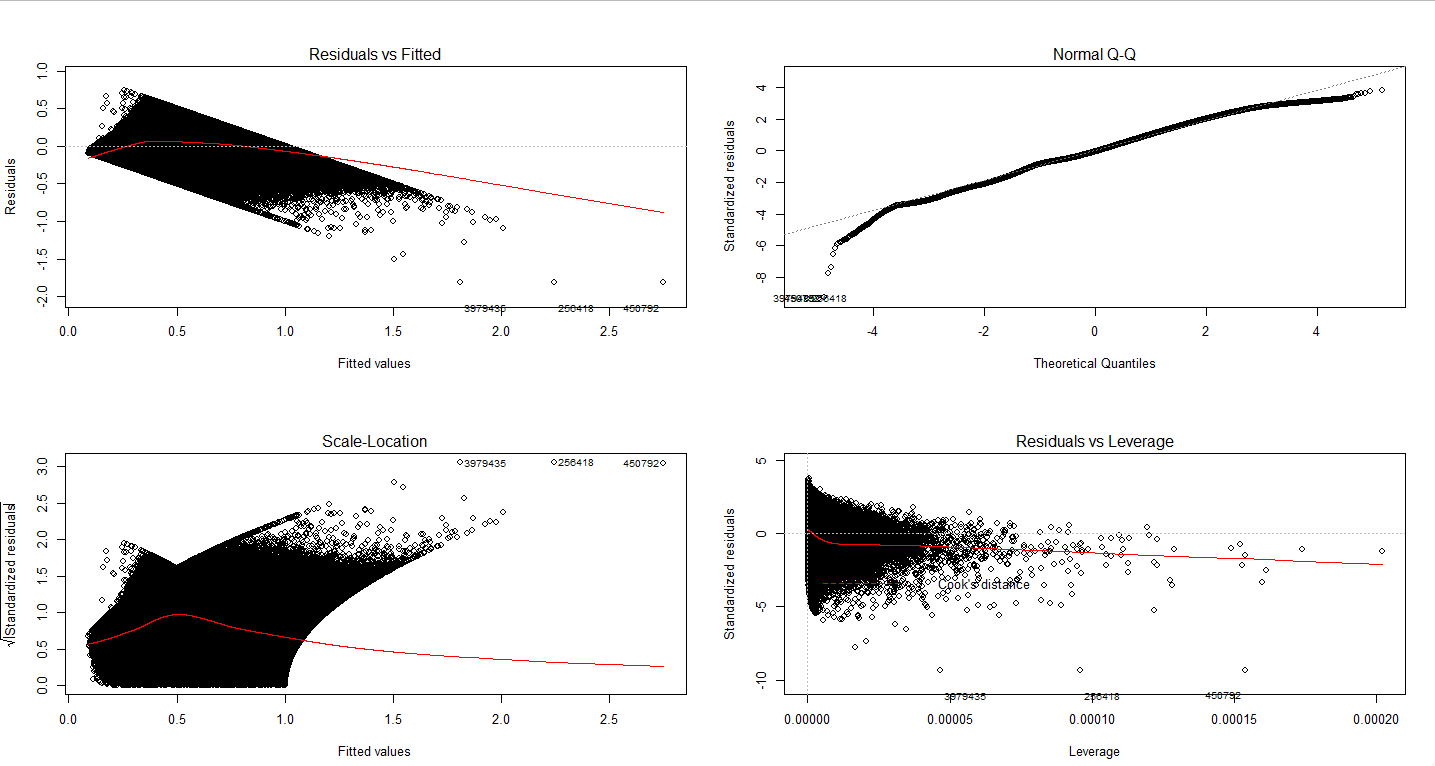 Residuals vs Fitted
Residuals
1.0
0.5
0.0
-0.5
-1.0
-1.5
-2.0
3979435 256418 450792
0.0 0.5 1.0 1.5 2.0 2.5
Fitted values
Normal Q-Q
Standardized residuals
4
2
0
-2
-4
-6
-8
-4 -2 0 2 4
Theoretical Quantiles
Scale-Location
√|Standardized residuals|
3.0
2.5
2.0
1.5
1.0
0.5
0.0
3979435 256418 450792
0.0 0.5 1.0 1.5 2.0 2.5
Fitted values
Residuals vs Leverage
Standardized residuals
5
0
-5
-10
Cook's distance
3979435 256418 450792
0.00000 0.00005 0.00010 0.00015 0.00020
Leverage